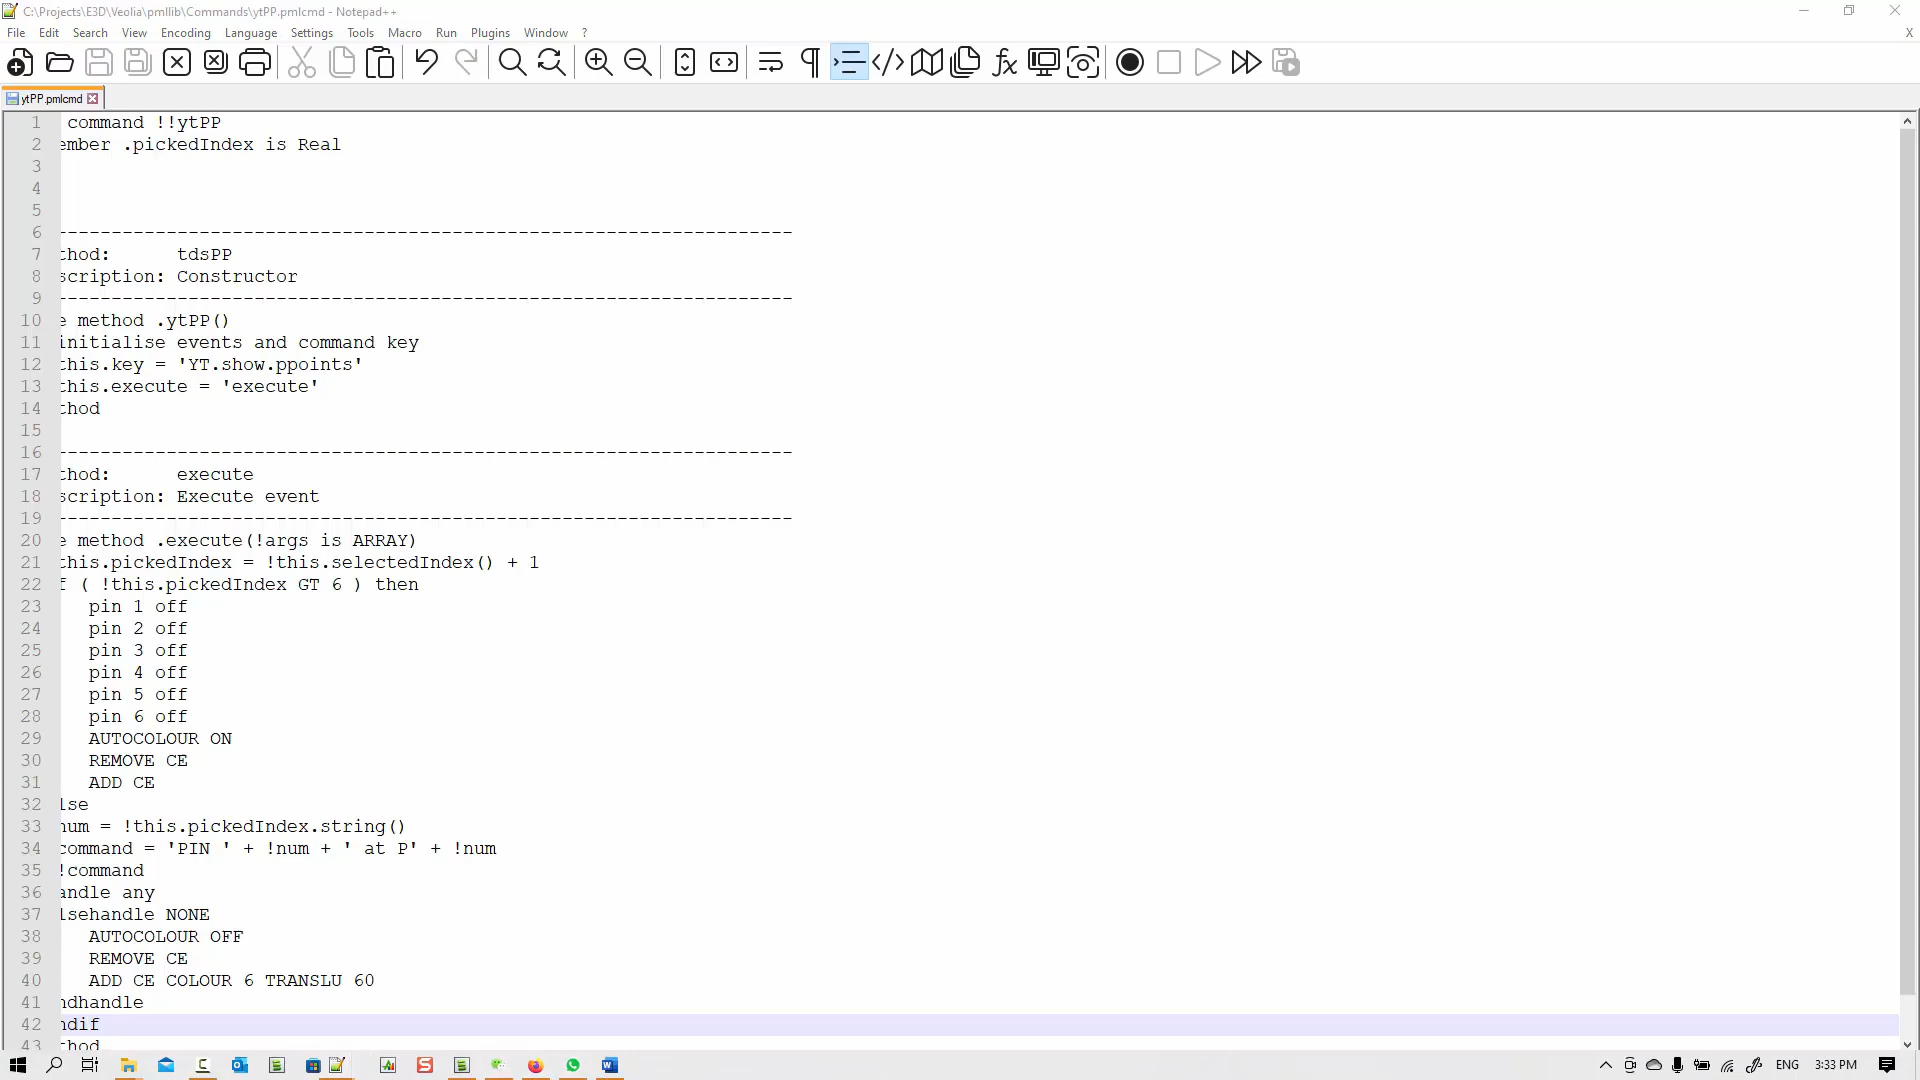 C:\Projects\E3D\Veolia\pmllib\Commands\ytPP.pmlcmd - Notepad++
File Edit Search View Encoding Language Settings Tools Macro Run Plugins Window ? X
ytPP.pmlcmd
1 command !!ytPP
2 ember .pickedIndex is Real
3
4
5
6 -------------------------------------------------------------------
7 thod: tdsPP
8 scription: Constructor
9 -------------------------------------------------------------------
10 e method .ytPP()
11 initialise events and command key
12 this.key = 'YT.show.ppoints'
13 this.execute = 'execute'
14 thod
15
16 -------------------------------------------------------------------
17 thod: execute
18 scription: Execute event
19 -------------------------------------------------------------------
20 e method .execute(!args is ARRAY)
21 this.pickedIndex = !this.selectedIndex() + 1
22 f ( !this.pickedIndex GT 6 ) then
23 pin 1 off
24 pin 2 off
25 pin 3 off
26 pin 4 off
27 pin 5 off
28 pin 6 off
29 AUTOCOLOUR ON
30 REMOVE CE
31 ADD CE
32 lse
33 num = !this.pickedIndex.string()
34 command = 'PIN ' + !num + ' at P' + !num
35 !command
36 andle any
37 lsehandle NONE
38 AUTOCOLOUR OFF
39 REMOVE CE
40 ADD CE COLOUR 6 TRANSLU 60
41 ndhandle
42 ndif
43 thod
ENG 3:33 PM